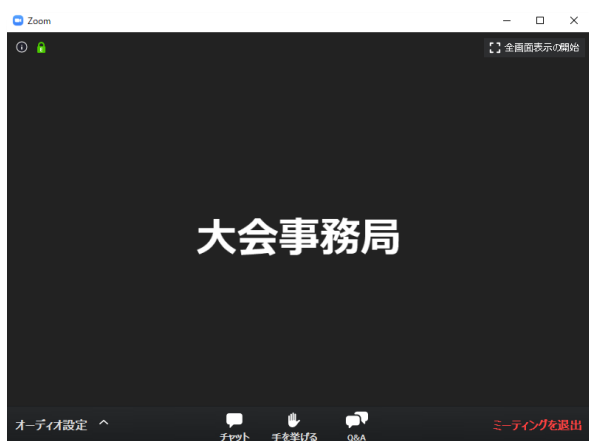 Zoom
全画面表示の開始
大会事務局
オーディオ設定
チャット
手を挙げる
Q&A
ミーティングを退出